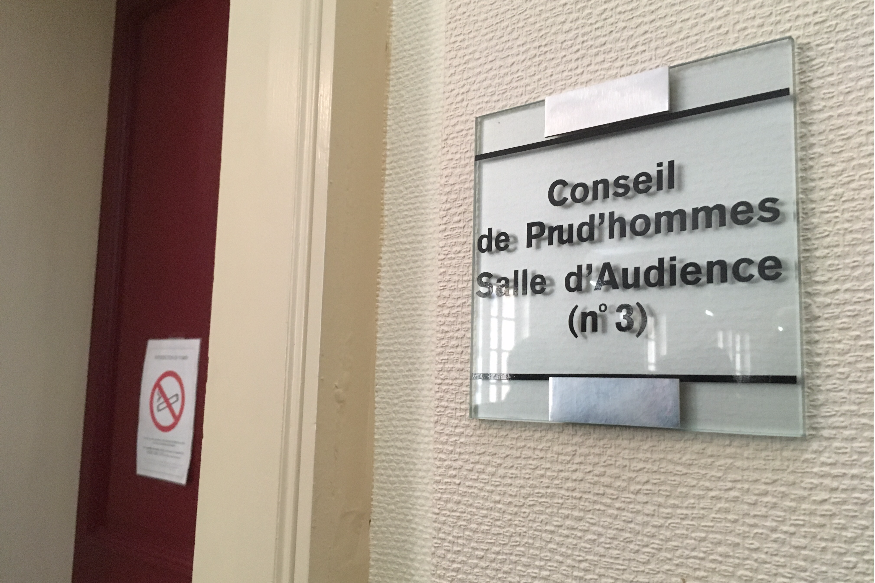 Conseil
de Prud'hommes
Salle d'Audience
(n° 3)